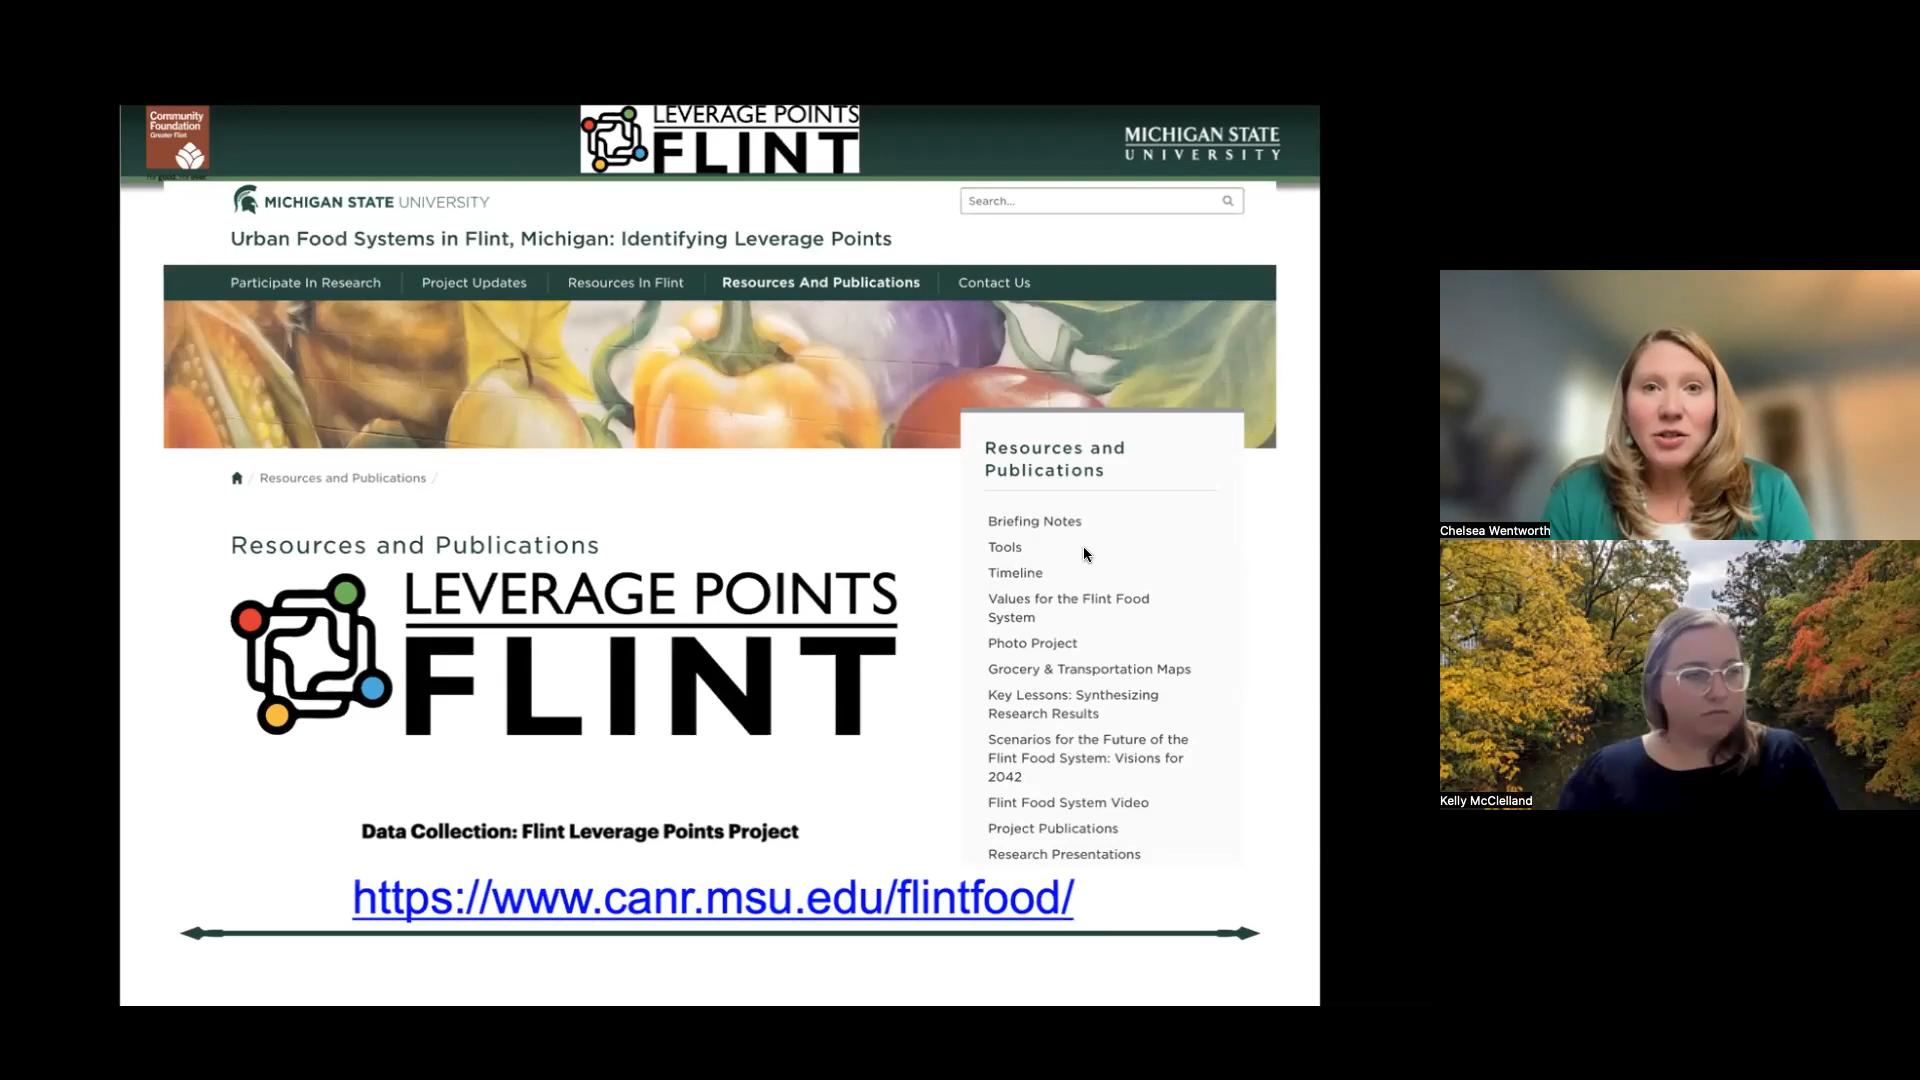 Community
Foundation
Greater Flint
LEVERAGE POINTS
FLINT
MICHIGAN STATE
UNIVERSITY
MICHIGAN STATE UNIVERSITY
Search...
Urban Food Systems in Flint, Michigan: Identifying Leverage Points
Participate In Research
Project Updates
Resources In Flint
Resources And Publications
Contact Us
Resources and Publications
Resources and Publications
LEVERAGE POINTS
FLINT
Resources and
Publications
Briefing Notes
Tools
Timeline
Values for the Flint Food
System
Photo Project
Grocery & Transportation Maps
Key Lessons: Synthesizing
Research Results
Scenarios for the Future of the
Flint Food System: Visions for
2042
Flint Food System Video
Project Publications
Research Presentations
Data Collection: Flint Leverage Points Project
https://www.canr.msu.edu/flintfood/
Chelsea Wentworth
Kelly McClelland